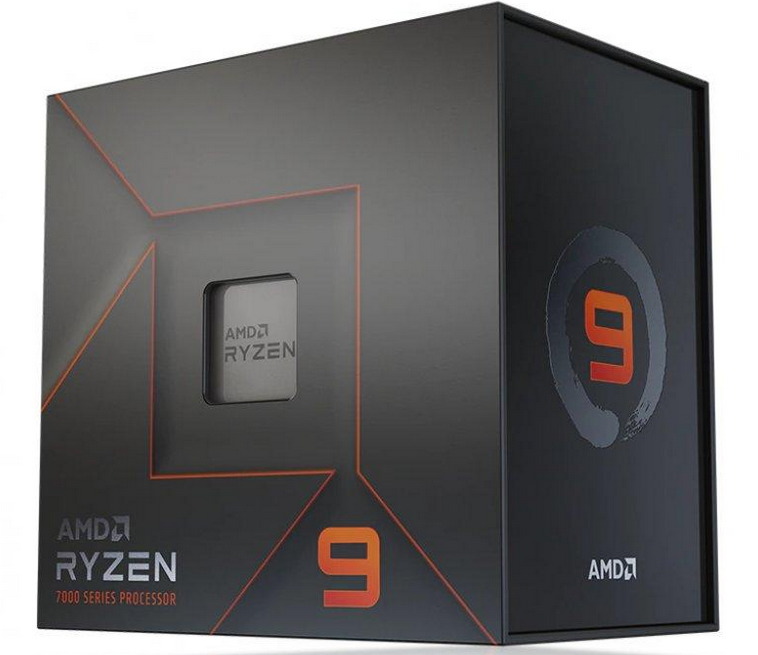 AMD
RYZEN
AMD
RYZEN
7000 SERIES PROCESSOR
9
9
AMD